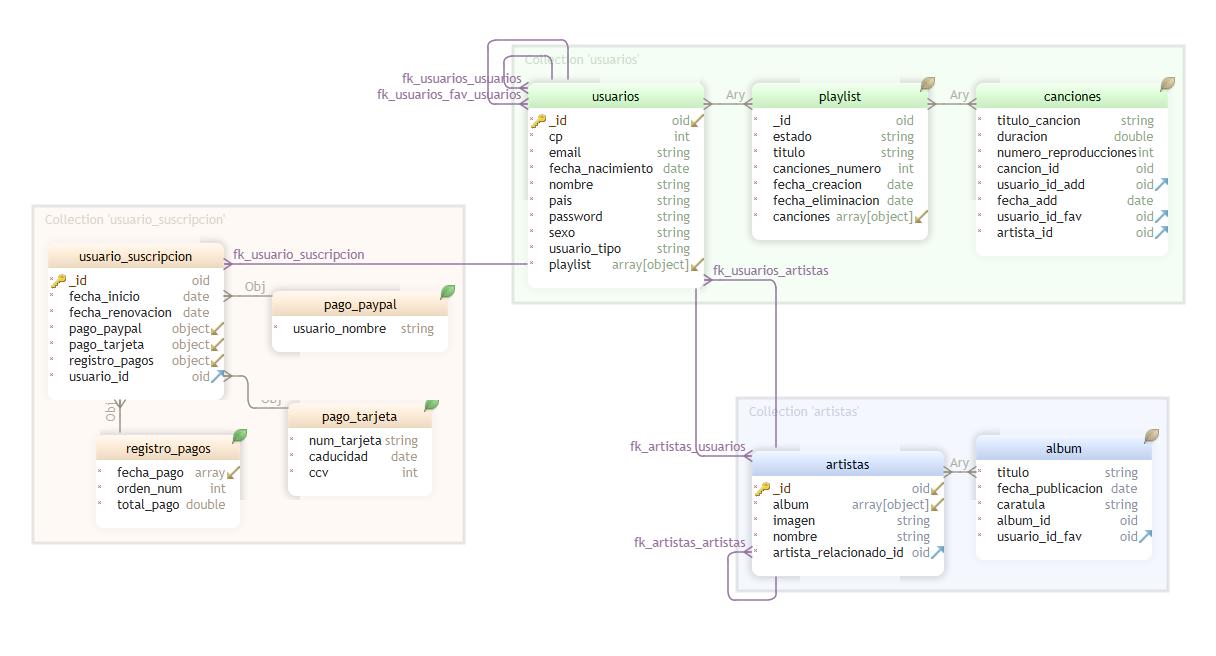 Collection 'usuarios'
fk_usuarios_usuarios
fk_usuarios_fav_usuarios
usuarios
_id oid
cp int
email string
fecha_nacimiento date
nombre string
pais string
password string
sexo string
usuario_tipo string
playlist array[object]
Ary
playlist
_id oid
estado string
titulo string
canciones_numero int
fecha_creacion date
fecha_eliminacion date
canciones array[object]
Ary
canciones
titulo_cancion string
duracion double
numero_reproducciones int
cancion_id oid
usuario_id_add oid
fecha_add date
usuario_id_fav oid
artista_id oid
Collection 'usuario_suscripcion'
usuario_suscripcion
_id oid
fecha_inicio date
fecha_renovacion date
pago_paypal object
pago_tarjeta object
registro_pagos object
usuario_id oid
fk_usuario_suscripcion
Obj
pago_paypal
usuario_nombre string
Obj
pago_tarjeta
num_tarjeta string
caducidad date
ccv int
Obj
registro_pagos
fecha_pago array
orden_num int
total_pago double
fk_usuarios_artistas
Collection 'artistas'
fk_artistas_usuarios
artistas
_id oid
album array[object]
imagen string
nombre string
artista_relacionado_id oid
fk_artistas_artistas
Ary
album
titulo string
fecha_publicacion date
caratula string
album_id oid
usuario_id_fav oid